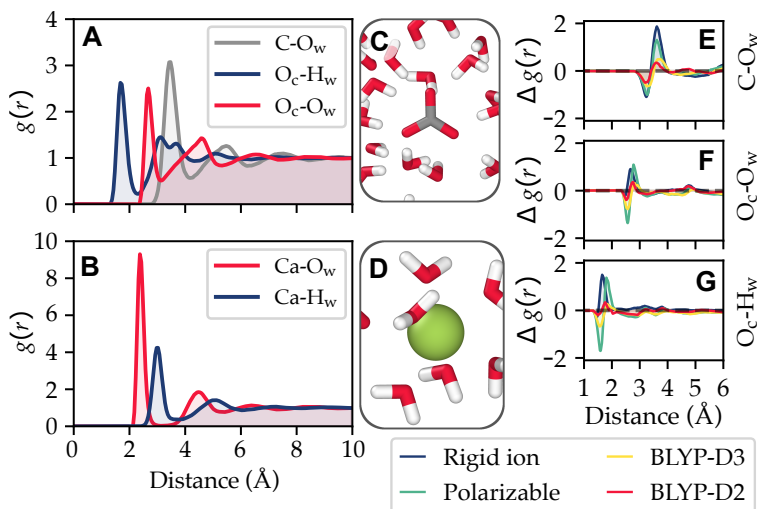 A
g(r)
4
3
2
1
0
C-Ow
Oc-Hw
Oc-Ow
B
g(r)
10
8
6
4
2
0
Ca-Ow
Ca-Hw
0 2 4 6 8 10
Distance (Å)
C
D
E
Δg(r)
2
0
−2
C-Ow
F
Δg(r)
2
0
−2
Oc-Ow
G
Δg(r)
2
0
−2
Oc-Hw
1 2 3 4 5 6
Distance (Å)
Rigid ion
Polarizable
BLYP-D3
BLYP-D2